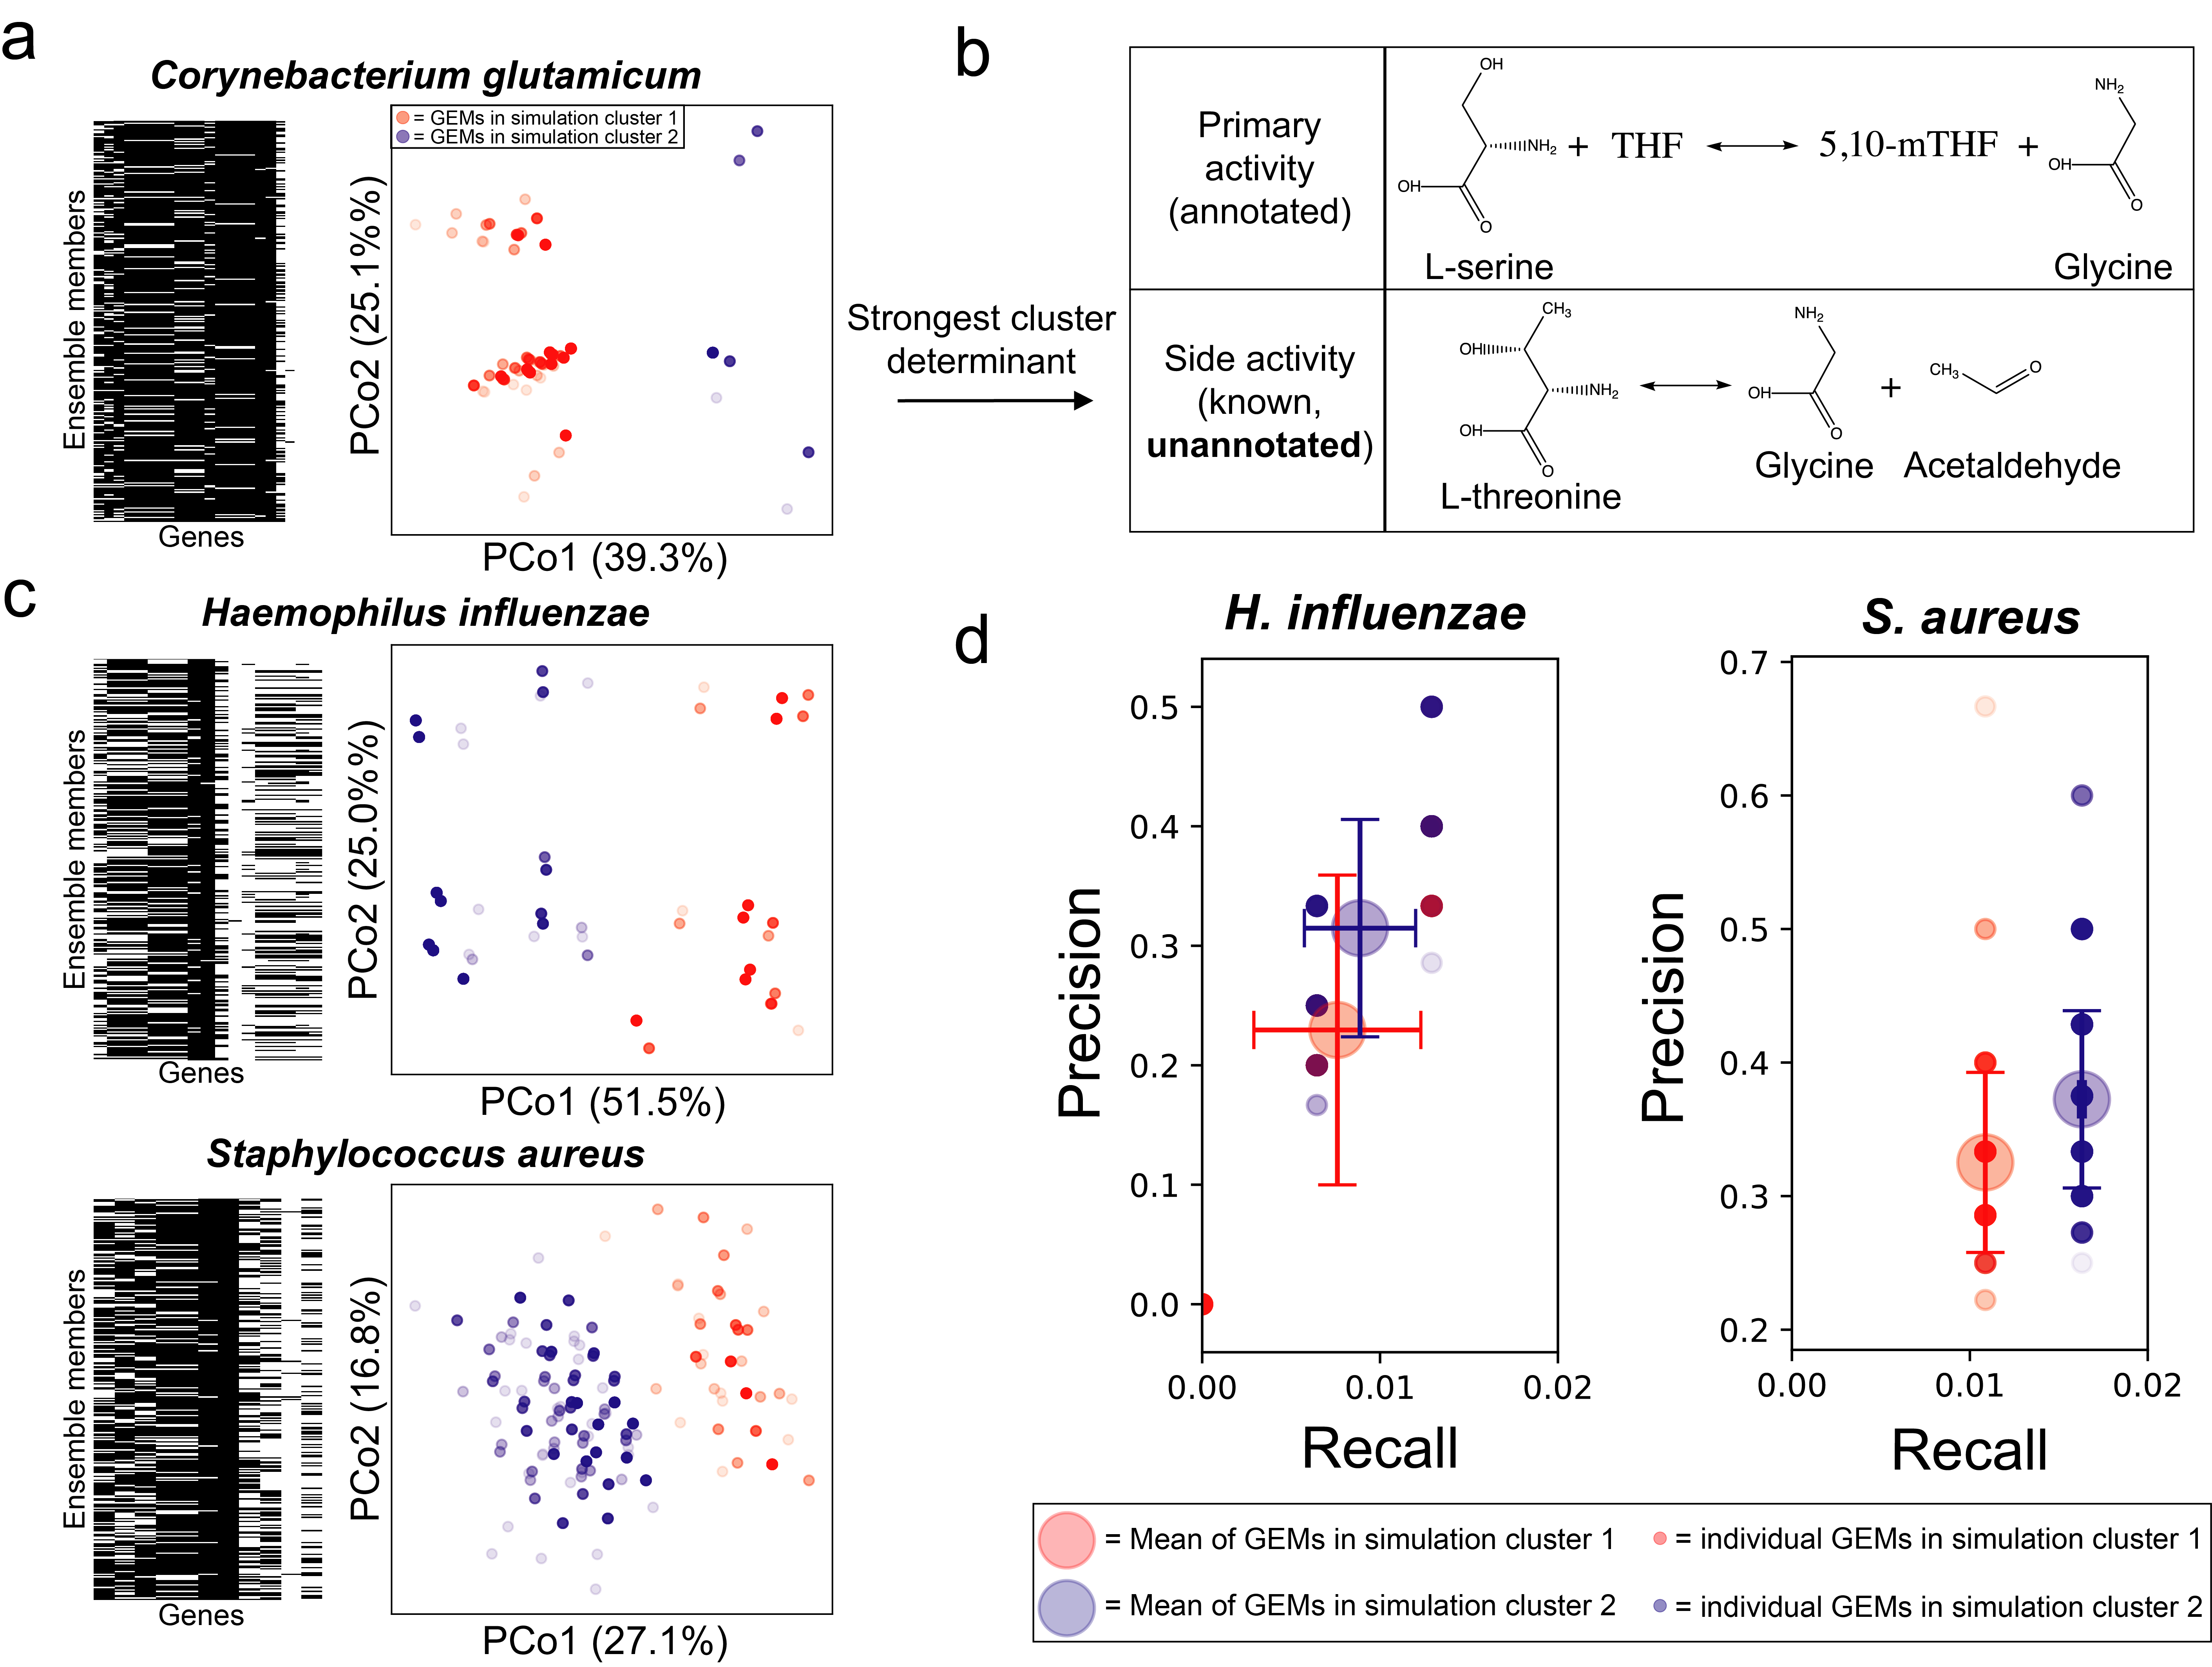 a
Corynebacterium glutamicum
= GEMs in simulation cluster 1
= GEMs in simulation cluster 2
Ensemble members
Genes
PCo2 (25.1%%)
PCo1 (39.3%)
Strongest cluster
determinant
b
Primary
activity
(annotated)
OH
NH2
OH
O
+ THF
5,10-mTHF +
NH2
OH
O
L-serine
Glycine
Side activity
(known,
unannotated)
CH3
OH
NH2
OH
O
L-threonine
NH2
OH
O
Glycine
+
CH3
O
Acetaldehyde
c
Haemophilus influenzae
Ensemble members
Genes
PCo2 (25.0%%)
PCo1 (51.5%)
Staphylococcus aureus
Ensemble members
Genes
PCo2 (16.8%)
PCo1 (27.1%)
d
H. influenzae
Precision
0.5
0.4
0.3
0.2
0.1
0.0
0.00 0.01 0.02
Recall
S. aureus
Precision
0.7
0.6
0.5
0.4
0.3
0.2
0.00 0.01 0.02
Recall
= Mean of GEMs in simulation cluster 1
= individual GEMs in simulation cluster 1
= Mean of GEMs in simulation cluster 2
= individual GEMs in simulation cluster 2